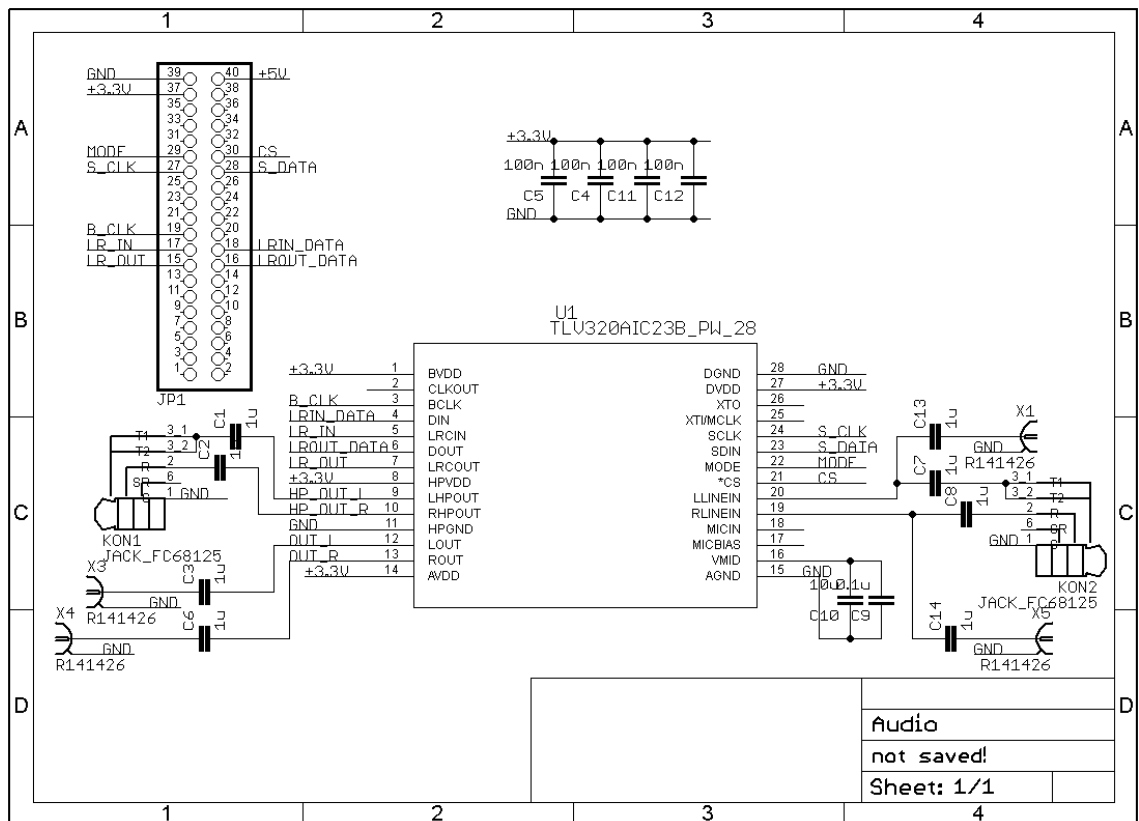 1 2 3 4
A A
B B
C C
D D
1 2 3 4
GND 39 40 +5V
+3.3V 37 38
35 36
33 34
31 32
MODE 29 30 CS
S_CLK 27 28 S_DATA
25 26
23 24
21 22
B_CLK 19 20
LR_IN 17 18 LRIN_DATA
LR_OUT 15 16 LROUT_DATA
13 14
11 12
9 10
7 8
5 6
3 4
1 2
JP1
+3.3V
100n 100n 100n 100n
C5 C4 C11 C12
GND
U1
TLV320AIC23B_PW_28
+3.3V 1 BVDD
2 CLKOUT
B_CLK 3 BCLK
LRIN_DATA 4 DIN
LR_IN 5 LRCIN
LROUT_DATA 6 DOUT
LR_OUT 7 LRCOUT
+3.3V 8 HPVDD
HP_OUT_L 9 LHPOUT
HP_OUT_R 10 RHPOUT
GND 11 HPGND
OUT_L 12 LOUT
OUT_R 13 ROUT
+3.3V 14 AVDD
DGND 28 GND
DVDD 27 +3.3V
XTO 26
XTI/MCLK 25
SCLK 24 S_CLK
SDIN 23 S_DATA
MODE 22 MODE
*CS 21 CS
LLINEIN 20
RLINEIN 19
MICIN 18
MICBIAS 17
VMID 16
AGND 15 GND
C1 1u
C2
T1 3_1
T2 3_2
R 2
SR 6
S 1 GND
KON1
JACK_FC68125
X3
GND
R141426
C3 1u
X4
GND
R141426
C6 1u
C13 1u
X1
GND
R141426
C7 1u
C8 1u
3_1 T1
3_2 T2
2 R
6 SR
GND 1 S
KON2
JACK_FC68125
10u 0.1u
C10 C9
C14 1u
X5
GND
R141426
Audio
not saved!
Sheet: 1/1